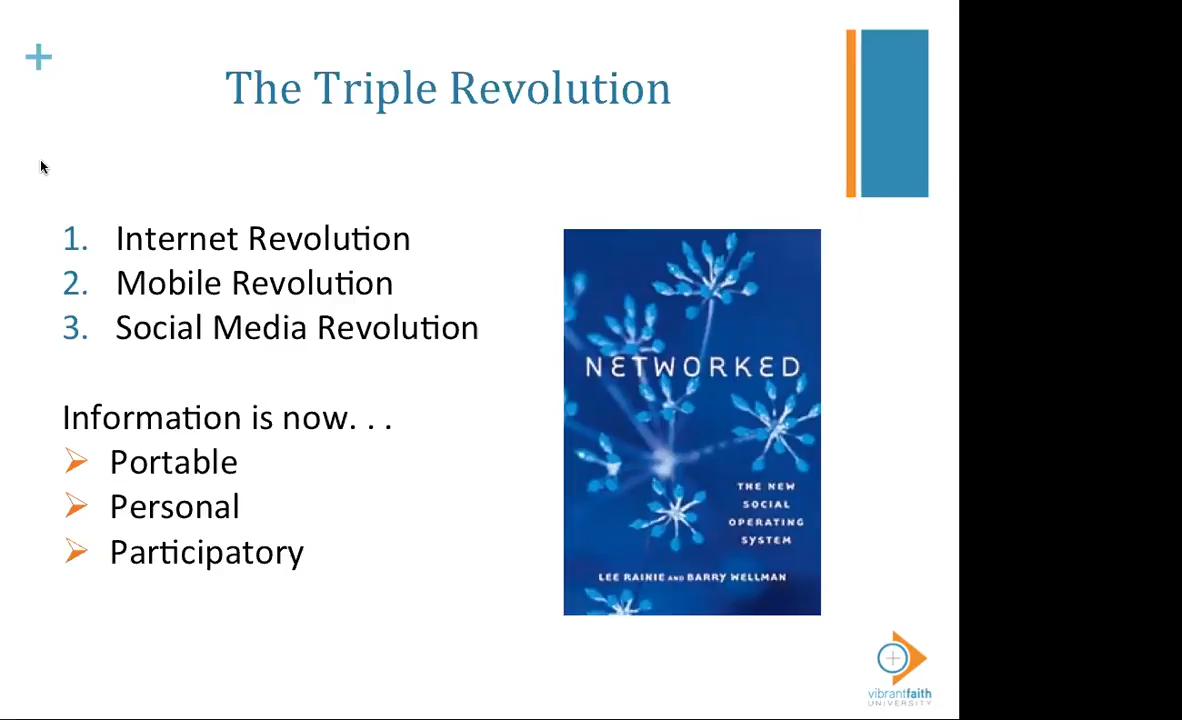 The Triple Revolution
1. Internet Revolution
2. Mobile Revolution
3. Social Media Revolution
Information is now. . .
Portable
Personal
Participatory
NETWORKED
THE NEW
SOCIAL
OPERATING
SYSTEM
LEE RAINIE AND BARRY WELLMAN
vibrantfaith
UNIVERSITY